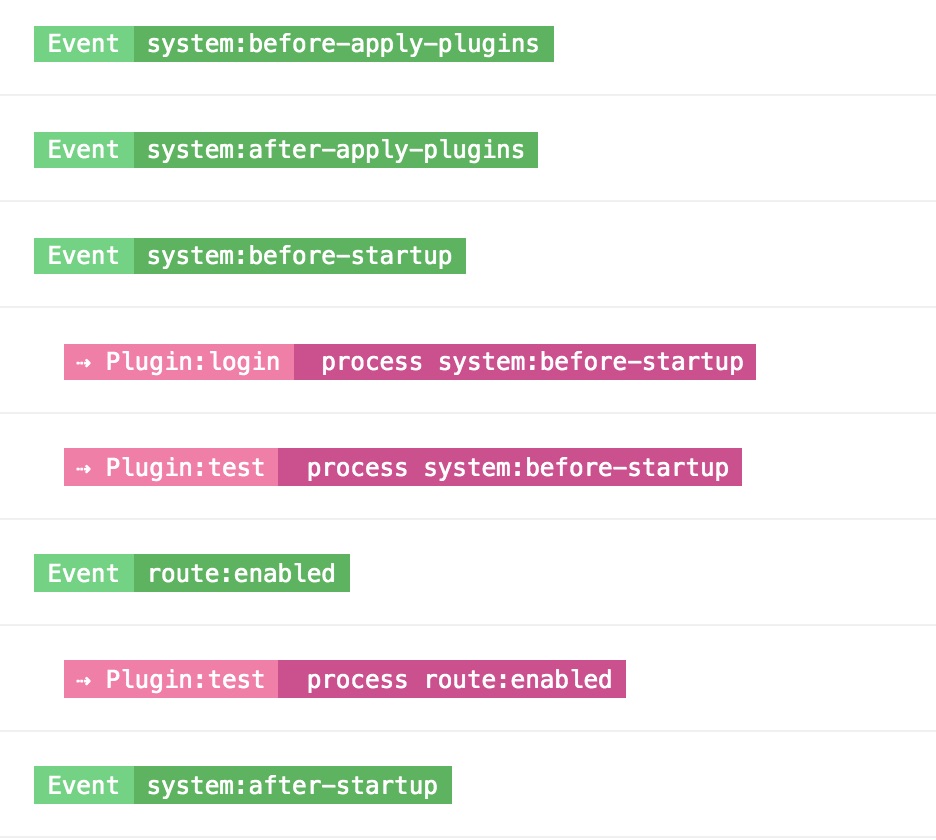 Event system:before-apply-plugins
Event system:after-apply-plugins
Event system:before-startup
⇢ Plugin:login process system:before-startup
⇢ Plugin:test process system:before-startup
Event route:enabled
⇢ Plugin:test process route:enabled
Event system:after-startup